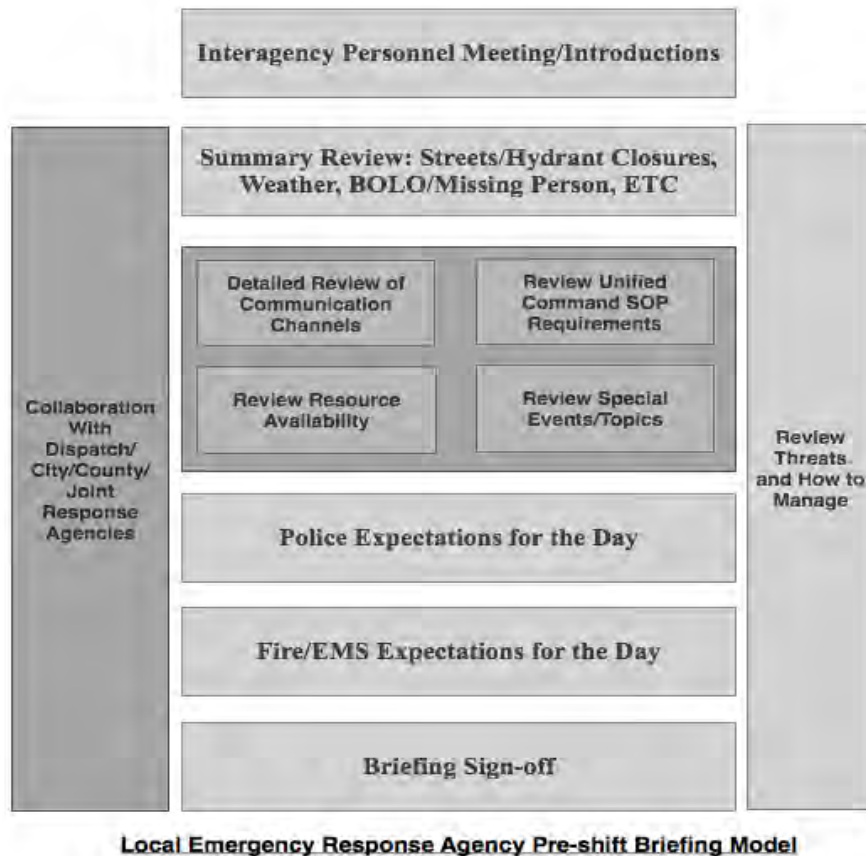 Interagency Personnel Meeting/Introductions
Summary Review: Streets/Hydrant Closures,
Weather, BOLO/Missing Person, ETC
Detailed Review of
Communication
Channels
Review Unified
Command SOP
Requirements
Review Resource
Availability
Review Special
Events/Topics
Collaboration
With
Dispatch/
City/County/
Joint
Response
Agencies
Review
Threats
and How to
Manage
Police Expectations for the Day
Fire/EMS Expectations for the Day
Briefing Sign-off
Local Emergency Response Agency Pre-shift Briefing Model